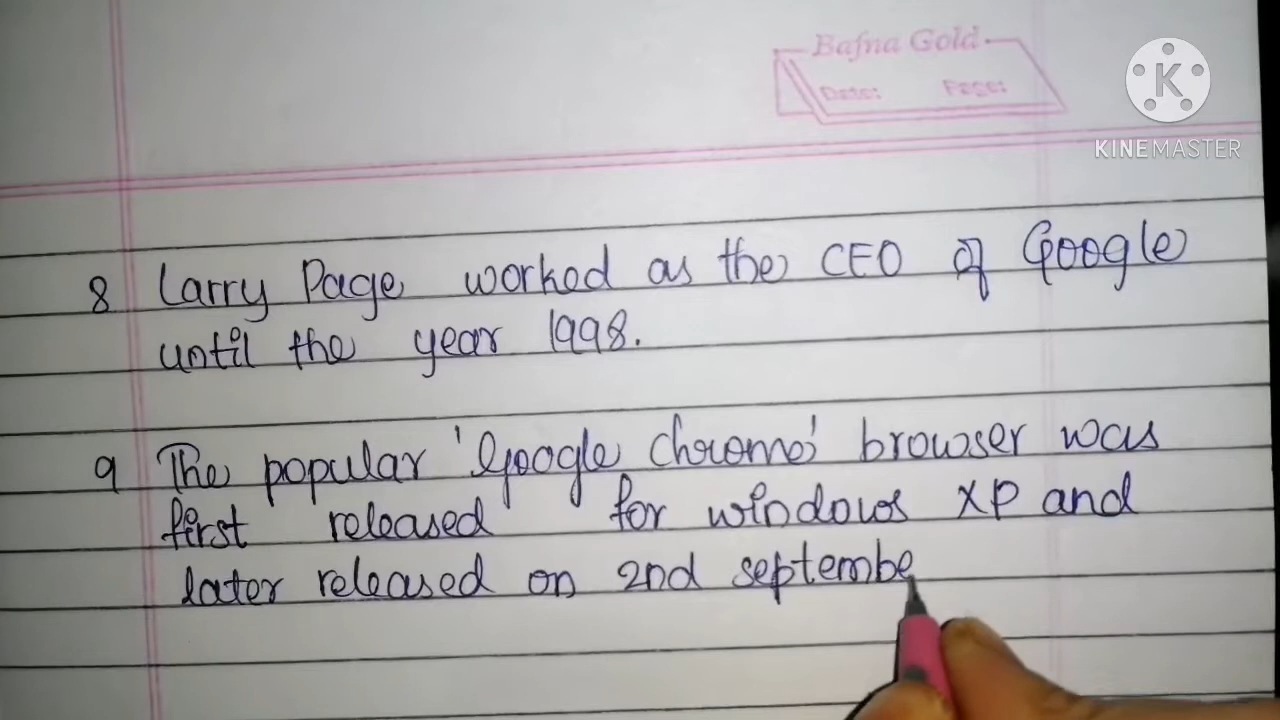 Bafna Gold
Date: Page:
K
KINEMASTER
8 Larry Page worked as the CEO of Google
until the year 1998.
9 The popular 'Google chrome' browser was
first released for windows XP and
later released on 2nd septembe